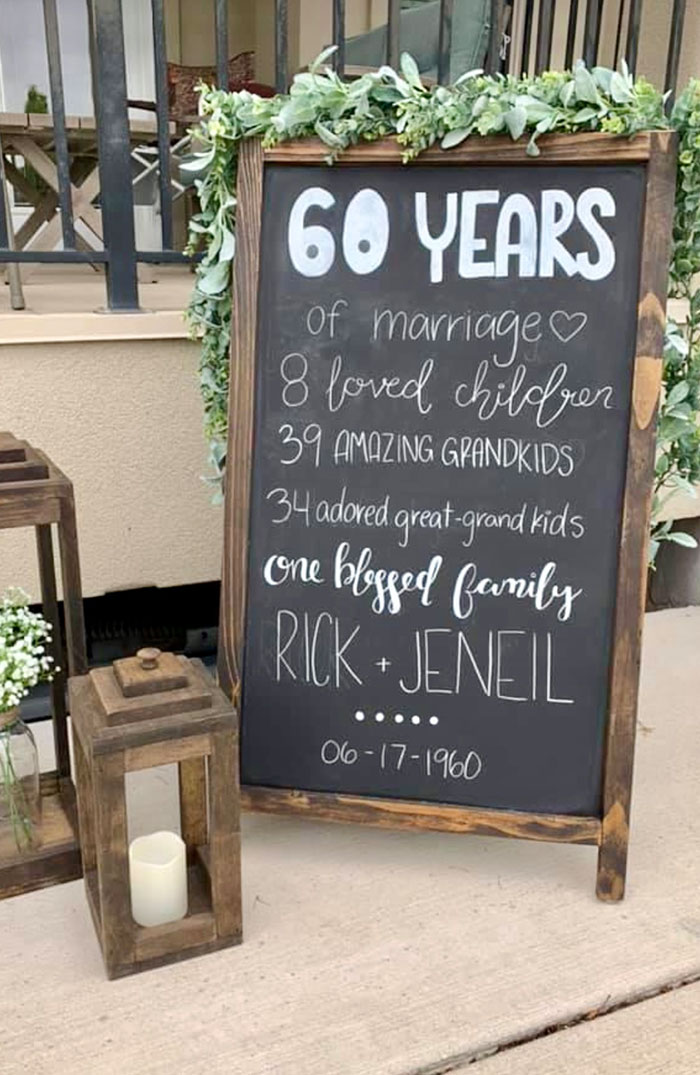 60 YEARS
of marriage♡
8 loved children
39 AMAZING GRANDKIDS
34 adored great-grand kids
one blessed family
RICK + JENEIL
•••••
06-17-1960